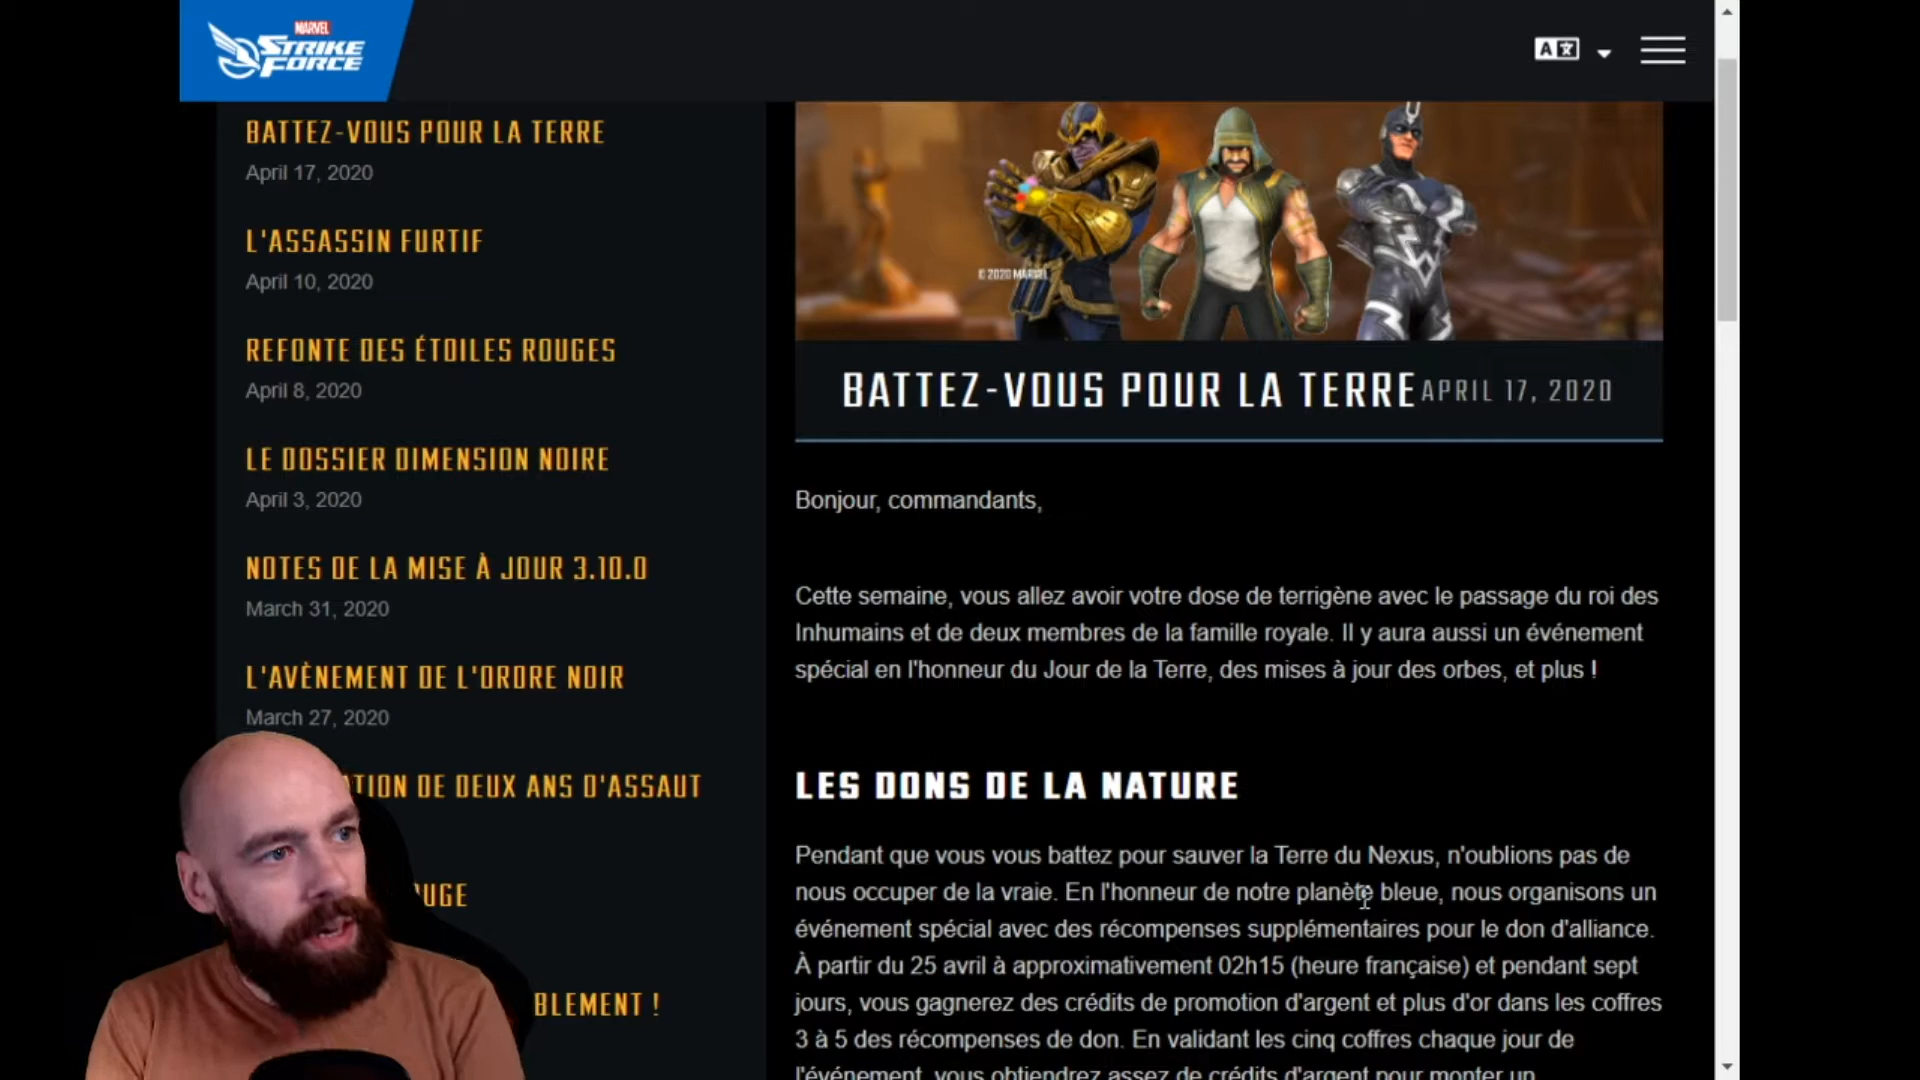 MARVEL
STRIKE
FORCE
BATTEZ-VOUS POUR LA TERRE
April 17, 2020
L'ASSASSIN FURTIF
April 10, 2020
REFONTE DES ÉTOILES ROUGES
April 8, 2020
LE DOSSIER DIMENSION NOIRE
April 3, 2020
NOTES DE LA MISE À JOUR 3.10.0
March 31, 2020
L'AVÈNEMENT DE L'ORDRE NOIR
March 27, 2020
TION DE DEUX ANS D'ASSAUT
UGE
BLEMENT !
© 2020 MARVEL
BATTEZ-VOUS POUR LA TERRE APRIL 17, 2020
Bonjour, commandants,
Cette semaine, vous allez avoir votre dose de terrigène avec le passage du roi des
Inhumains et de deux membres de la famille royale. Il y aura aussi un événement
spécial en l'honneur du Jour de la Terre, des mises à jour des orbes, et plus !
LES DONS DE LA NATURE
Pendant que vous vous battez pour sauver la Terre du Nexus, n'oublions pas de
nous occuper de la vraie. En l'honneur de notre planète bleue, nous organisons un
événement spécial avec des récompenses supplémentaires pour le don d'alliance.
À partir du 25 avril à approximativement 02h15 (heure française) et pendant sept
jours, vous gagnerez des crédits de promotion d'argent et plus d'or dans les coffres
3 à 5 des récompenses de don. En validant les cinq coffres chaque jour de
l'événement, vous obtiendrez assez de crédits d'argent pour monter un